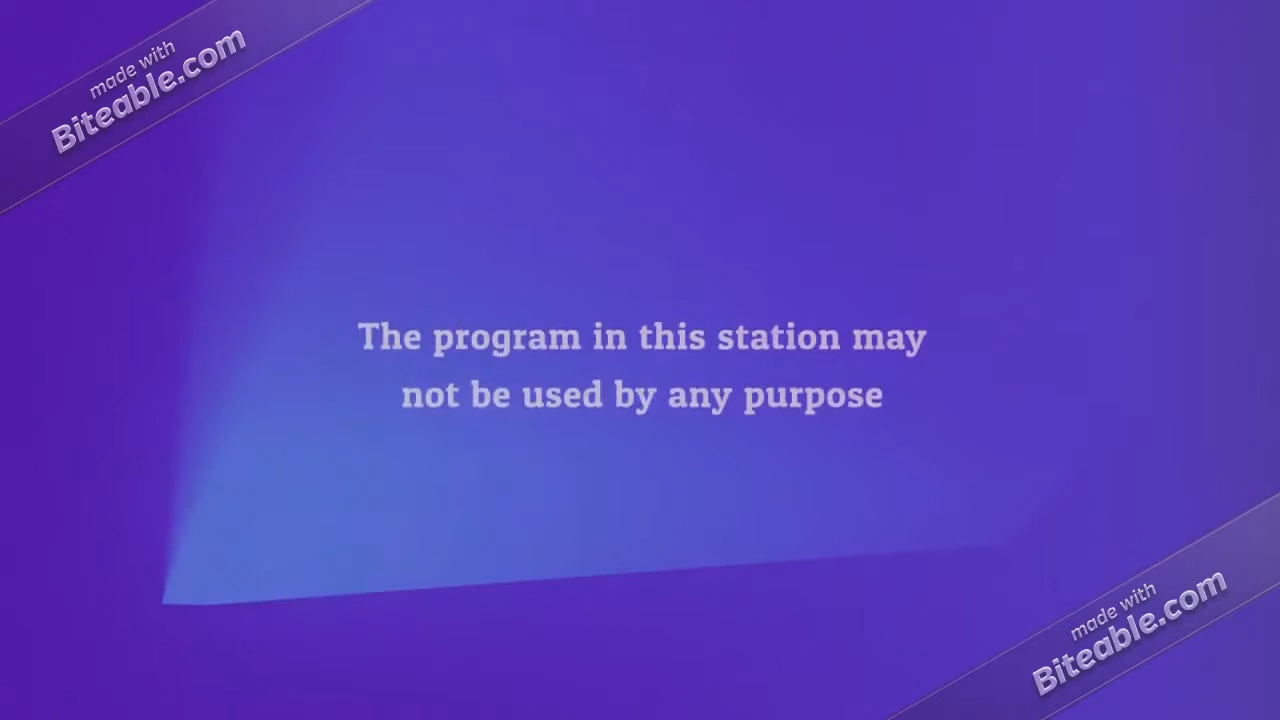 made with
Biteable.com
The program in this station may
not be used by any purpose
made with
Biteable.com